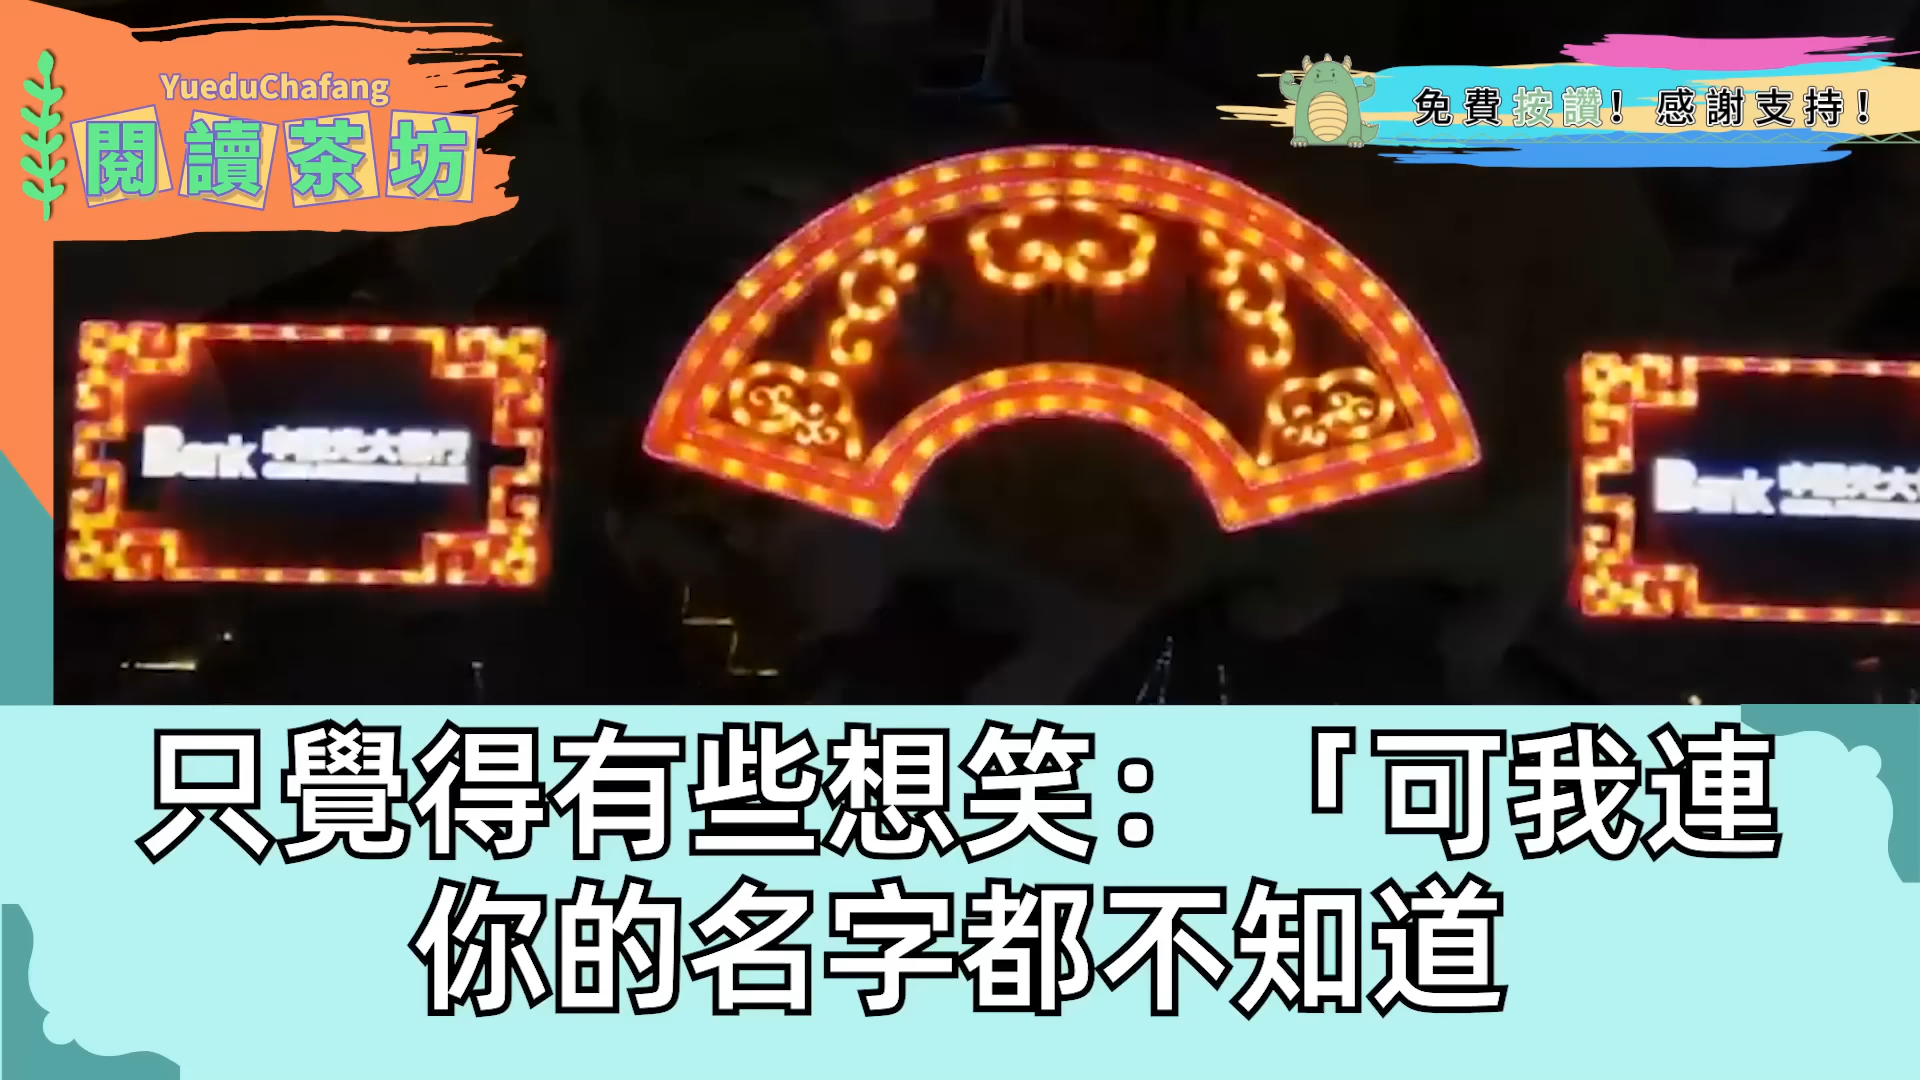 YueduChafang
閱讀茶坊
免費按讚！感謝支持！
Bank
Bank
只覺得有些想笑：「可我連
你的名字都不知道